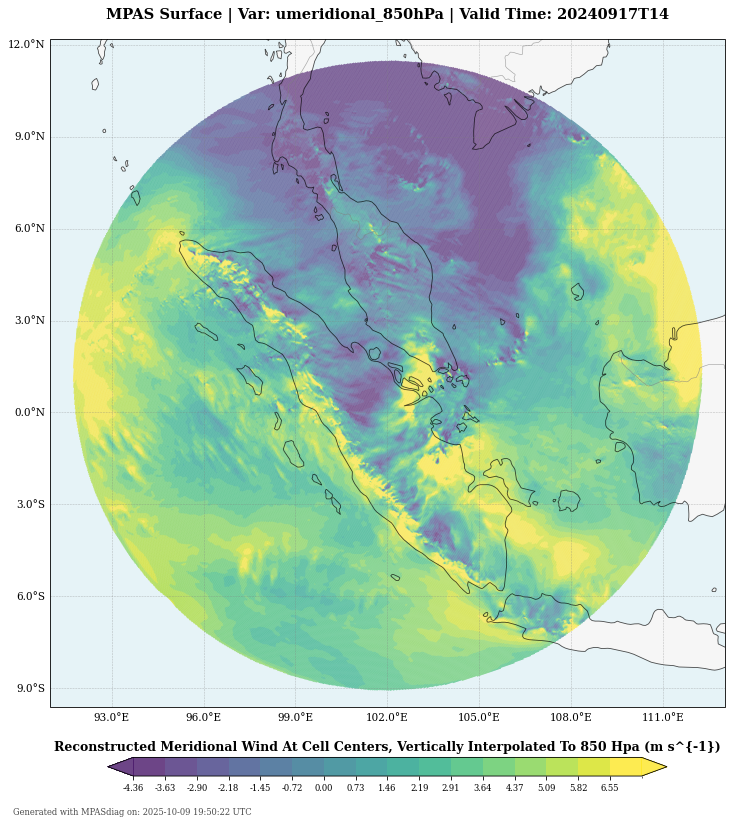 MPAS Surface | Var: umeridional_850hPa | Valid Time: 20240917T14
12.0°N
9.0°N
6.0°N
3.0°N
0.0°N
3.0°S
6.0°S
9.0°S
93.0°E 96.0°E 99.0°E 102.0°E 105.0°E 108.0°E 111.0°E
Reconstructed Meridional Wind At Cell Centers, Vertically Interpolated To 850 Hpa (m s^{-1})
-4.36 -3.63 -2.90 -2.18 -1.45 -0.72 0.00 0.73 1.46 2.19 2.91 3.64 4.37 5.09 5.82 6.55
Generated with MPASdiag on: 2025-10-09 19:50:22 UTC